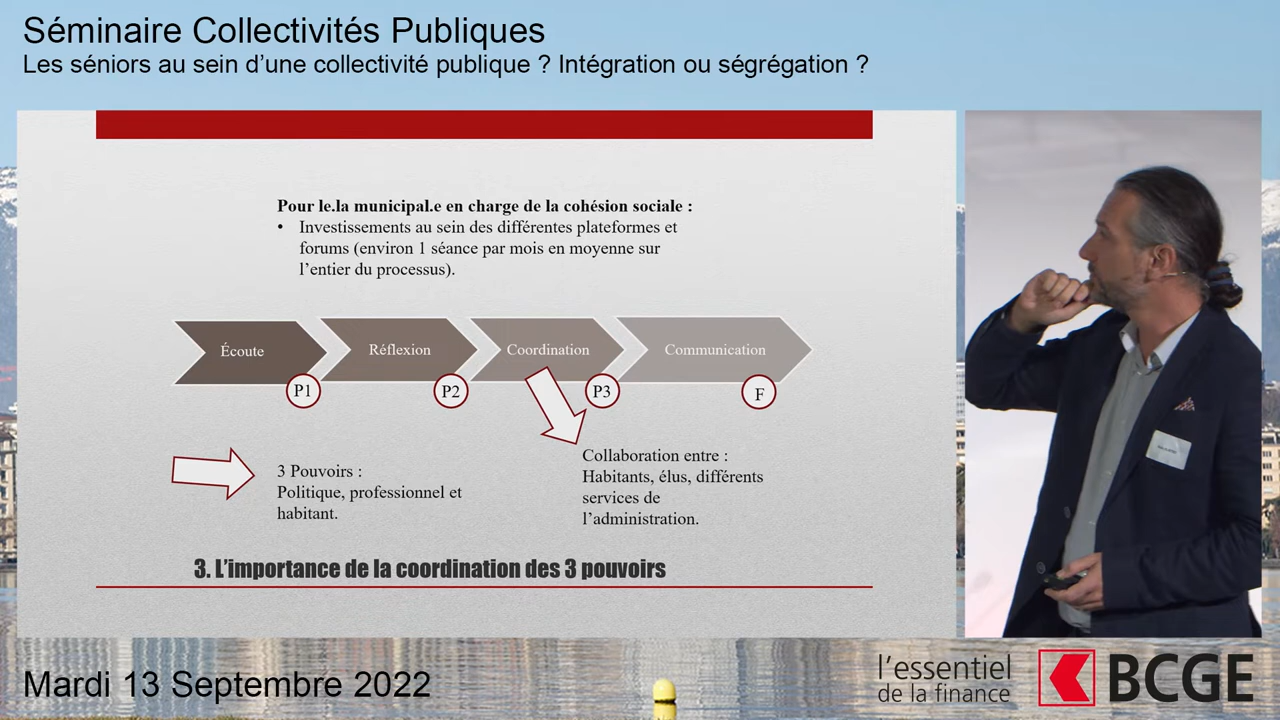 Séminaire Collectivités Publiques
Les séniors au sein d’une collectivité publique ? Intégration ou ségrégation ?
Pour le.la municipal.e en charge de la cohésion sociale :
• Investissements au sein des différentes plateformes et
forums (environ 1 séance par mois en moyenne sur
l’entier du processus).
Écoute
Réflexion
Coordination
Communication
P1
P2
P3
F
3 Pouvoirs :
Politique, professionnel et
habitant.
Collaboration entre :
Habitants, élus, différents
services de
l’administration.
3. L’importance de la coordination des 3 pouvoirs
Mardi 13 Septembre 2022
l’essentiel
de la finance
BCGE